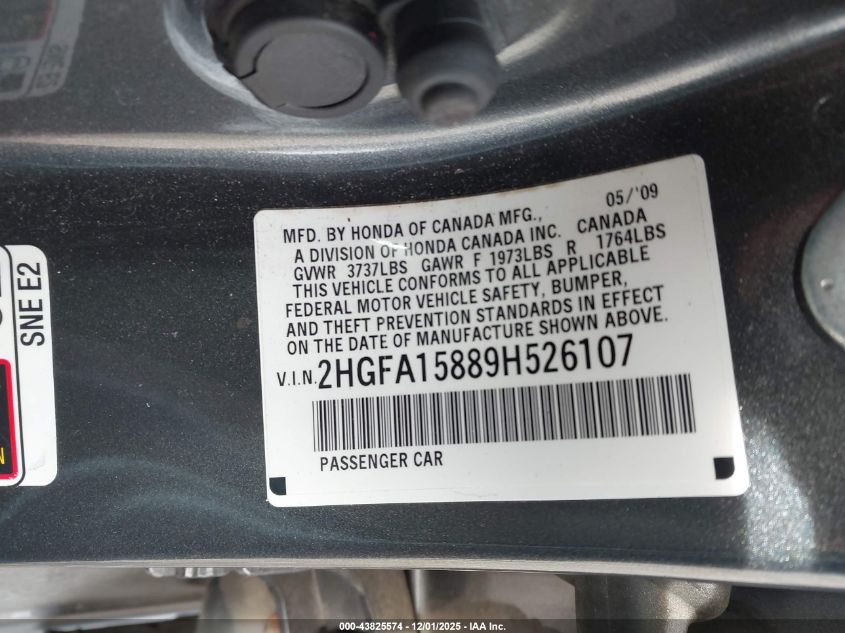 05/'09
MFD. BY HONDA OF CANADA MFG.,
A DIVISION OF HONDA CANADA INC. CANADA
GVWR 3737LBS GAWR F 1973LBS R 1764LBS
THIS VEHICLE CONFORMS TO ALL APPLICABLE
FEDERAL MOTOR VEHICLE SAFETY, BUMPER,
AND THEFT PREVENTION STANDARDS IN EFFECT
ON THE DATE OF MANUFACTURE SHOWN ABOVE.
V.I.N. 2HGFA15889H526107
PASSENGER CAR
SNE E2
000-43825574 - 12/01/2025 - IAA Inc.